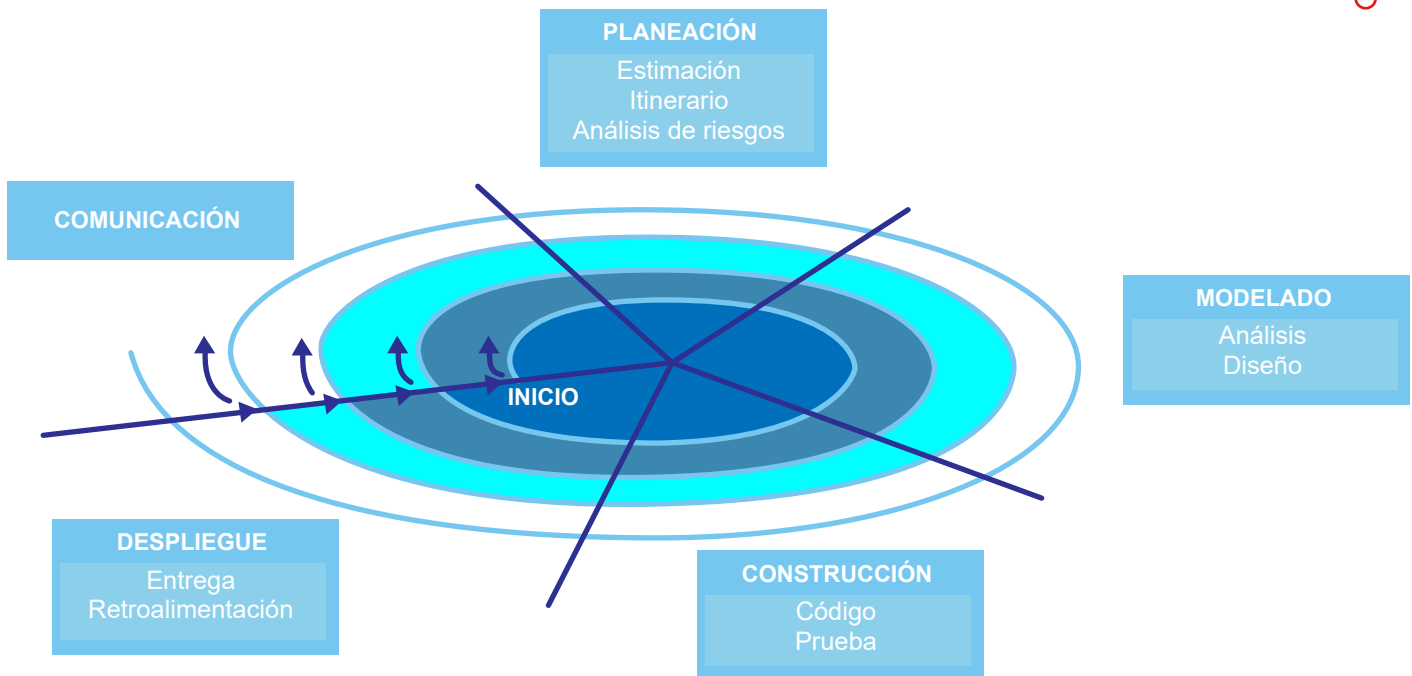 PLANEACIÓN
Estimación
Itinerario
Análisis de riesgos
COMUNICACIÓN
MODELADO
Análisis
Diseño
INICIO
DESPLIEGUE
Entrega
Retroalimentación
CONSTRUCCIÓN
Código
Prueba